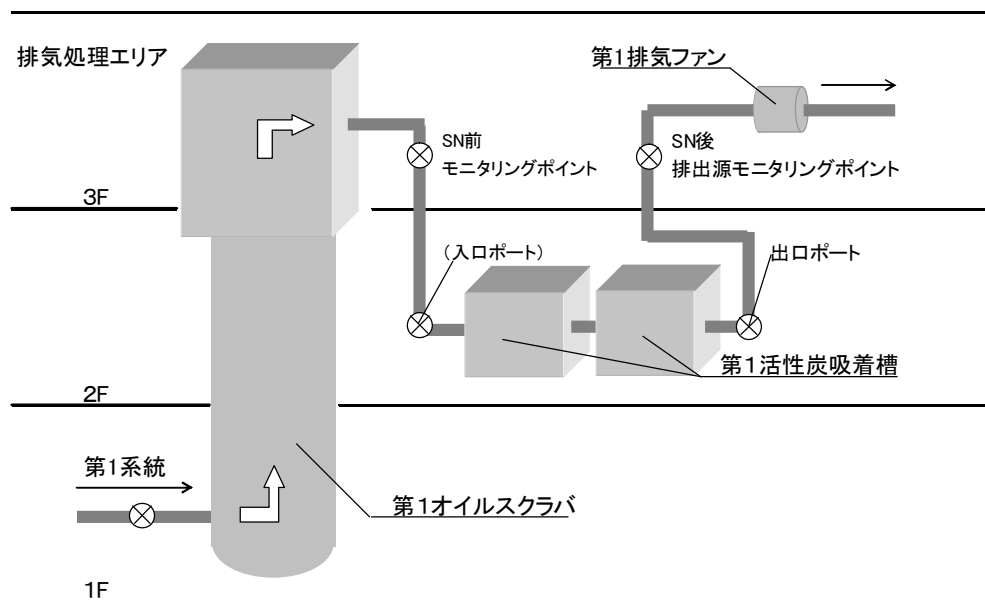 排気処理エリア
第1排気ファン
SN前
モニタリングポイント
SN後
排出源モニタリングポイント
3F
(入口ポート)
出口ポート
第1活性炭吸着槽
2F
第1系統
第1オイルスクラバ
1F